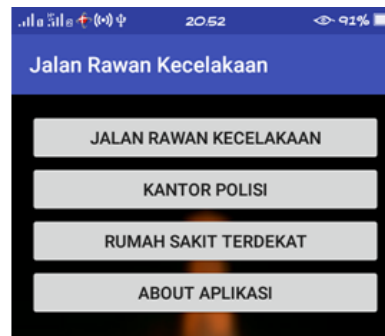 20.52 91%
Jalan Rawan Kecelakaan
JALAN RAWAN KECELAKAAN
KANTOR POLISI
RUMAH SAKIT TERDEKAT
ABOUT APLIKASI